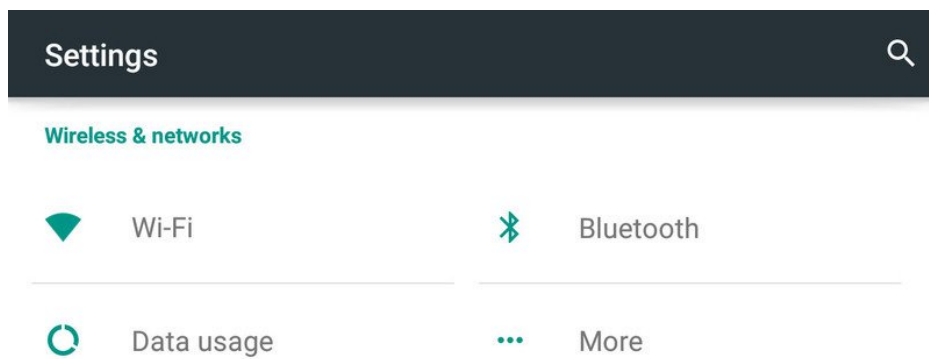 Settings
Wireless & networks
Wi-Fi
Bluetooth
Data usage
More